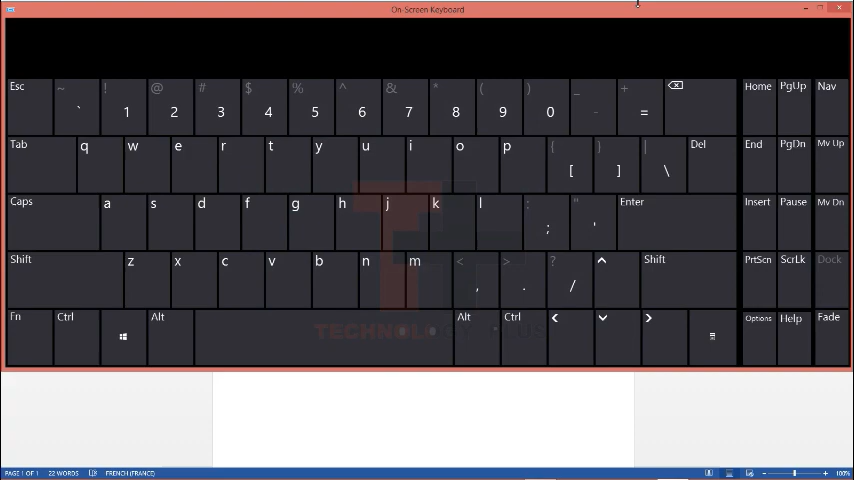 On-Screen Keyboard
Esc ~ ` ! 1 @ 2 # 3 $ 4 % 5 ^ 6 & 7 * 8 ( 9 ) 0 _ - + = Home PgUp Nav
Tab q w e r t y u i o p { [ } ] | \ Del End PgDn Mv Up
Caps a s d f g h j k l : ; " ' Enter Insert Pause Mv Dn
Shift z x c v b n m < , > . ? / Shift PrtScn ScrLk Dock
Fn Ctrl Alt Alt Ctrl Options Help Fade
PAGE 1 OF 1 22 WORDS FRENCH (FRANCE) 100%